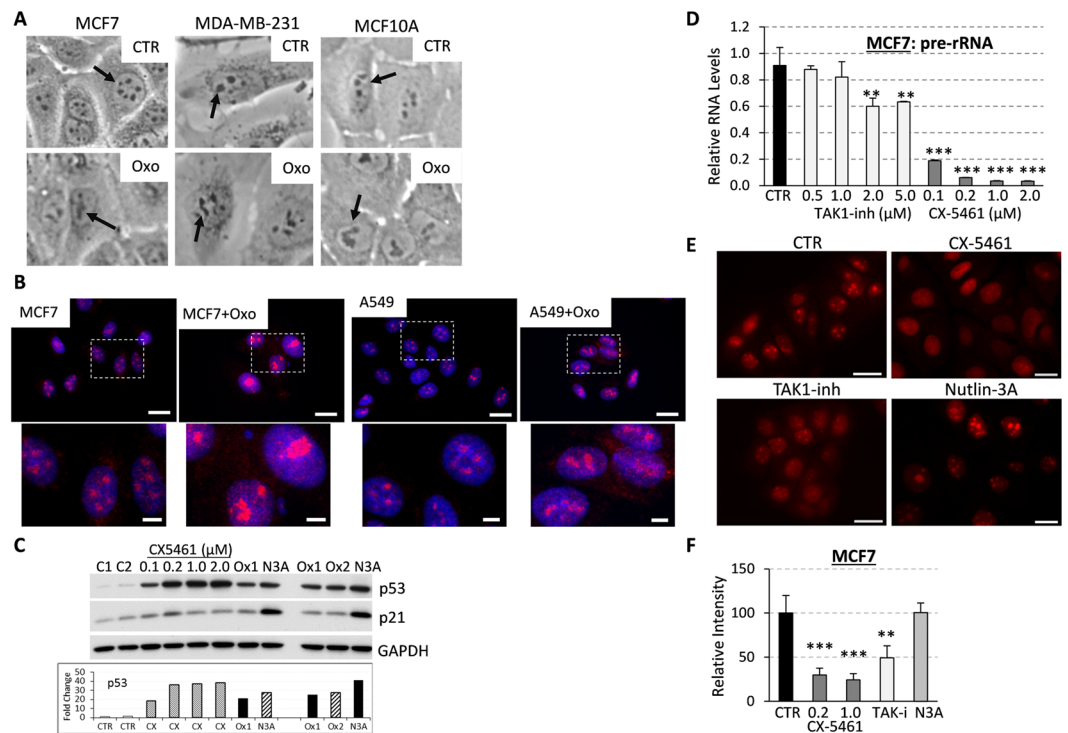 A
MCF7
MDA-MB-231
MCF10A
CTR
CTR
CTR
Oxo
Oxo
Oxo
B
MCF7
MCF7+Oxo
A549
A549+Oxo
C
CX5461 (µM)
C1 C2 0.1 0.2 1.0 2.0 Ox1 N3A Ox1 Ox2 N3A
p53
p21
GAPDH
p53
Fold Change
50
40
30
20
10
0
CTR CTR CX CX CX CX Ox1 N3A Ox1 Ox2 N3A
D
MCF7: pre-rRNA
Relative RNA Levels
1.2
1.0
0.8
0.6
0.4
0.2
0.0
** ** *** *** *** ***
CTR 0.5 1.0 2.0 5.0 0.1 0.2 1.0 2.0
TAK1-inh (µM) CX-5461 (µM)
E
CTR
CX-5461
TAK1-inh
Nutlin-3A
F
MCF7
Relative Intensity
150
100
50
0
*** *** **
CTR 0.2 1.0 TAK-i N3A
CX-5461